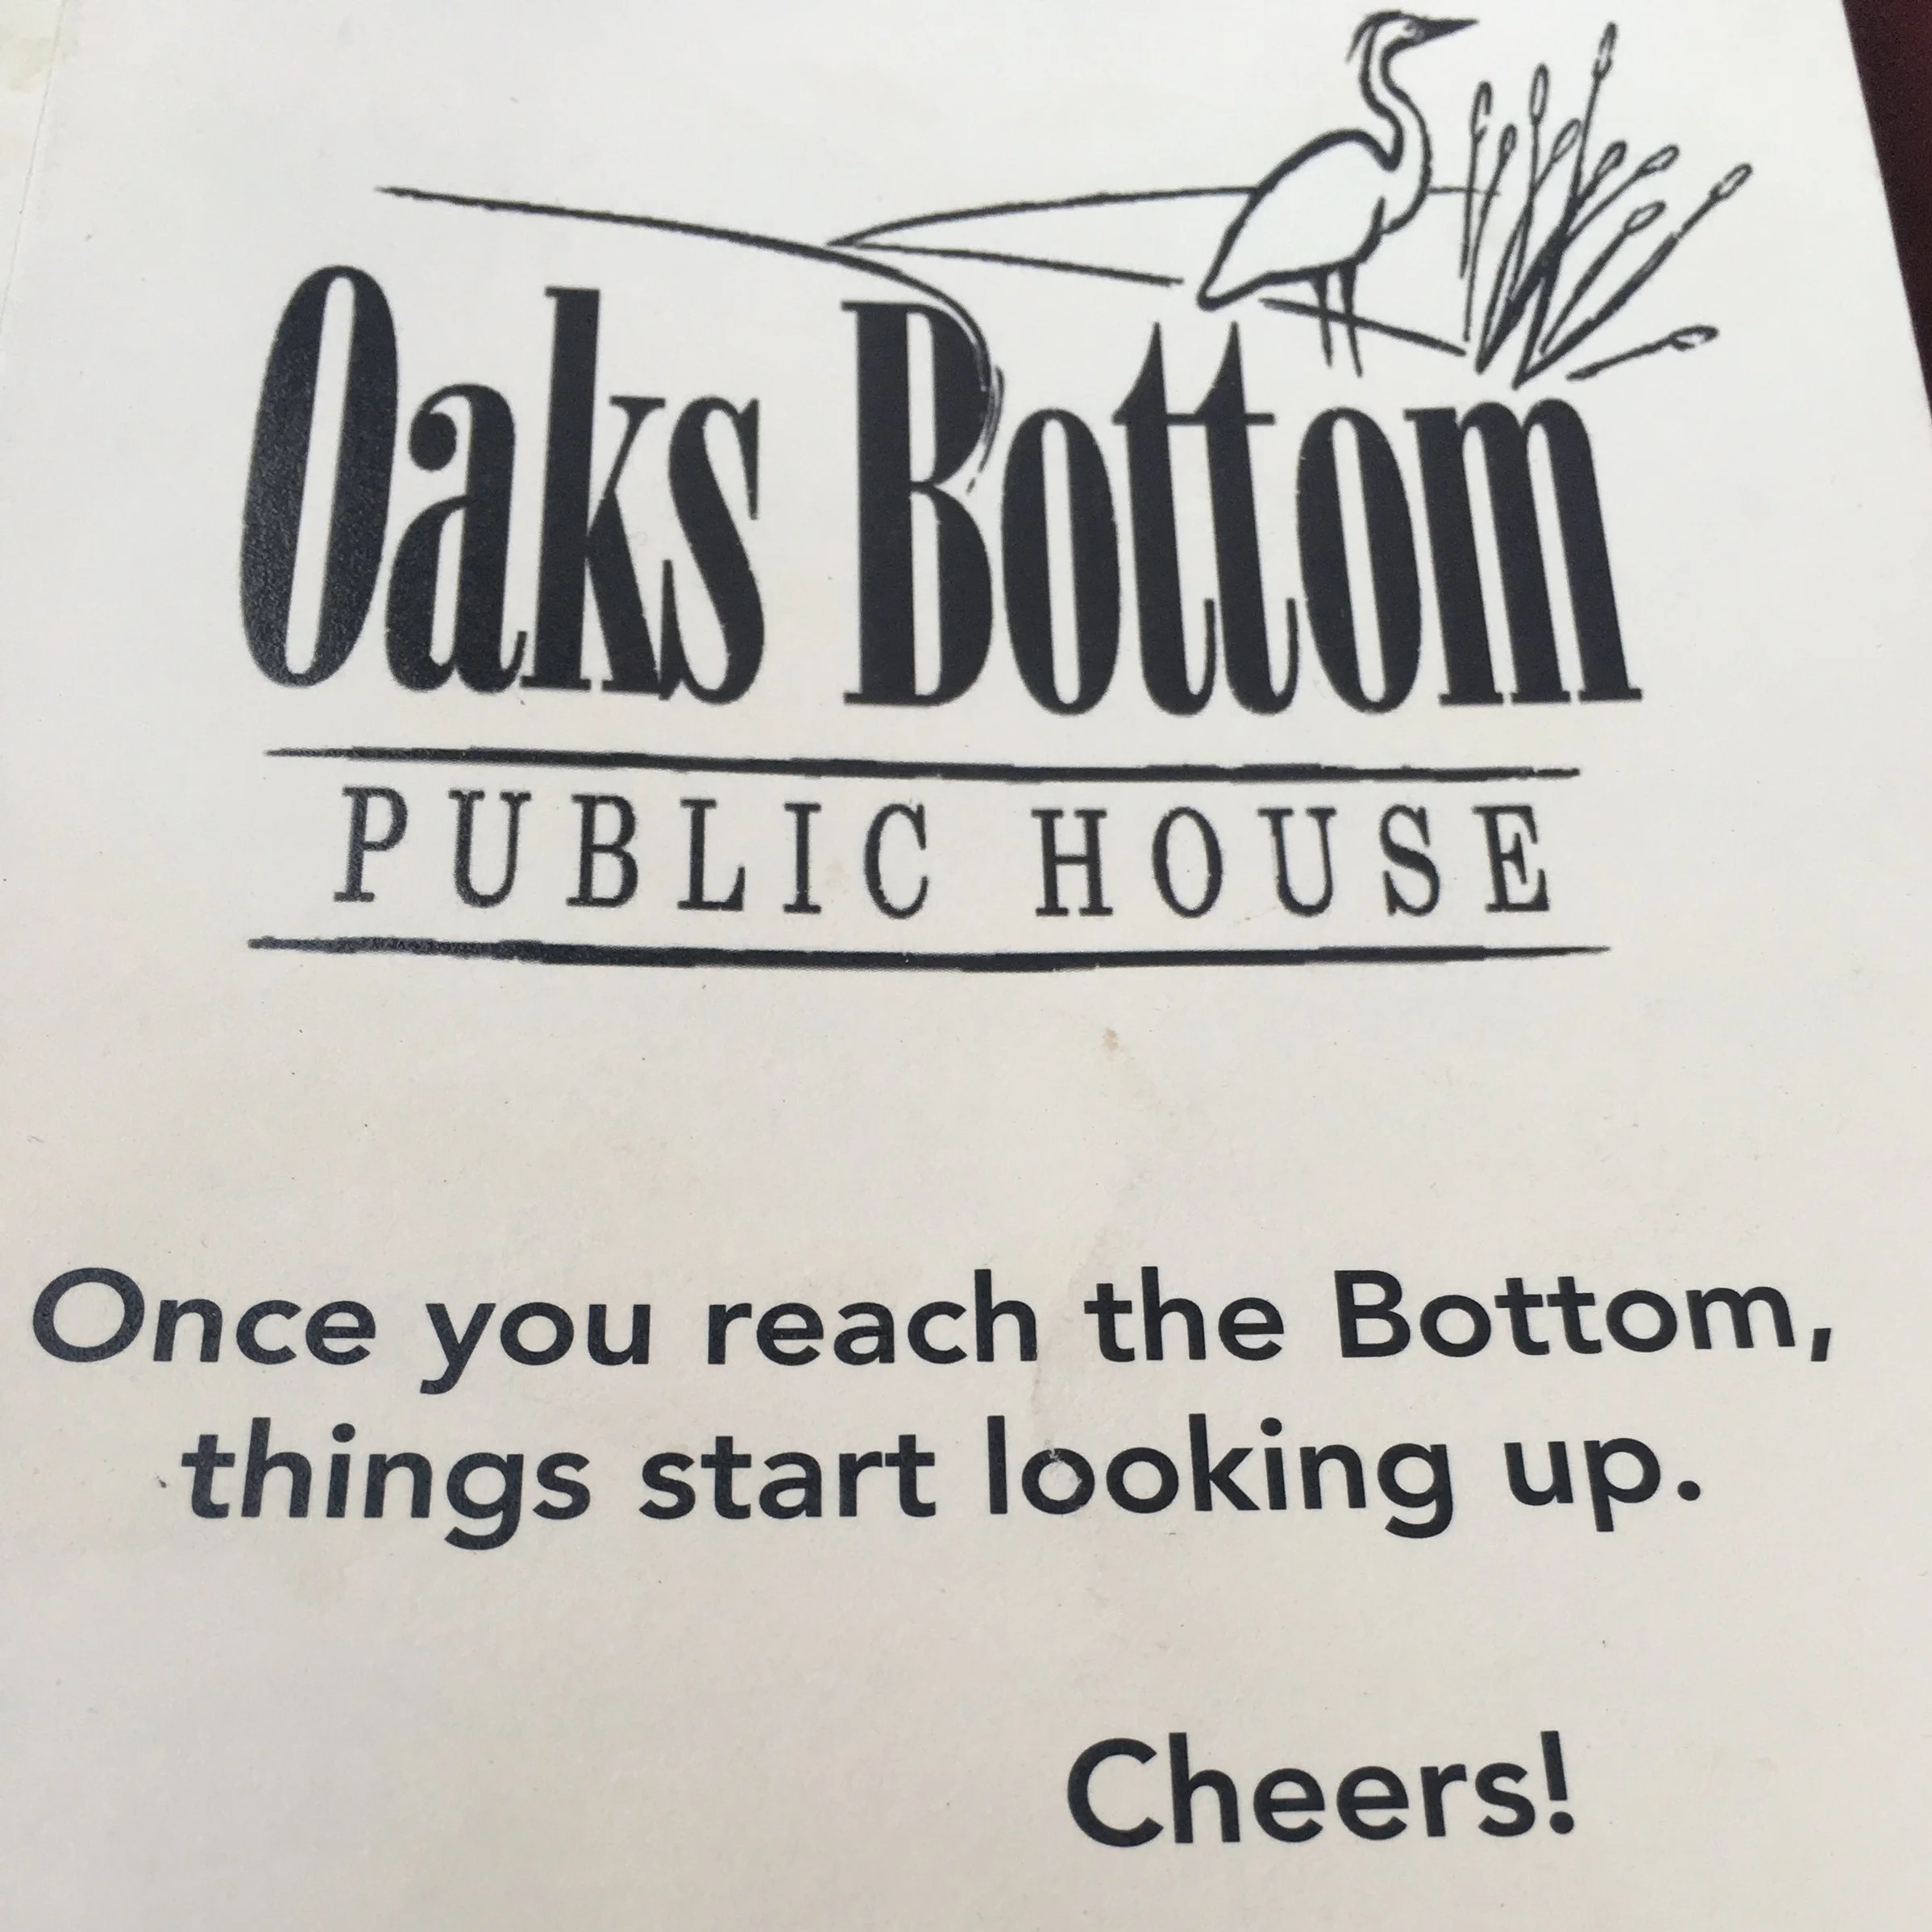 Oaks Bottom
PUBLIC HOUSE
Once you reach the Bottom,
things start looking up.
Cheers!